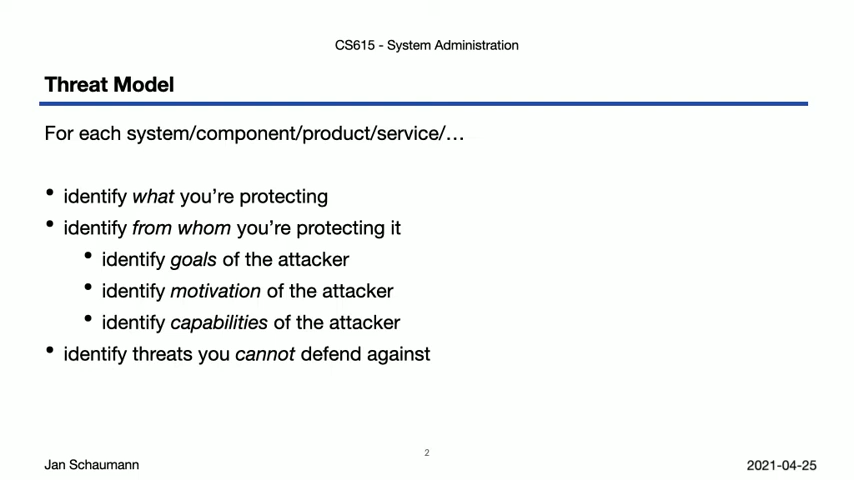 CS615 - System Administration
Threat Model
For each system/component/product/service/…
• identify what you're protecting
• identify from whom you're protecting it
• identify goals of the attacker
• identify motivation of the attacker
• identify capabilities of the attacker
• identify threats you cannot defend against
Jan Schaumann
2
2021-04-25